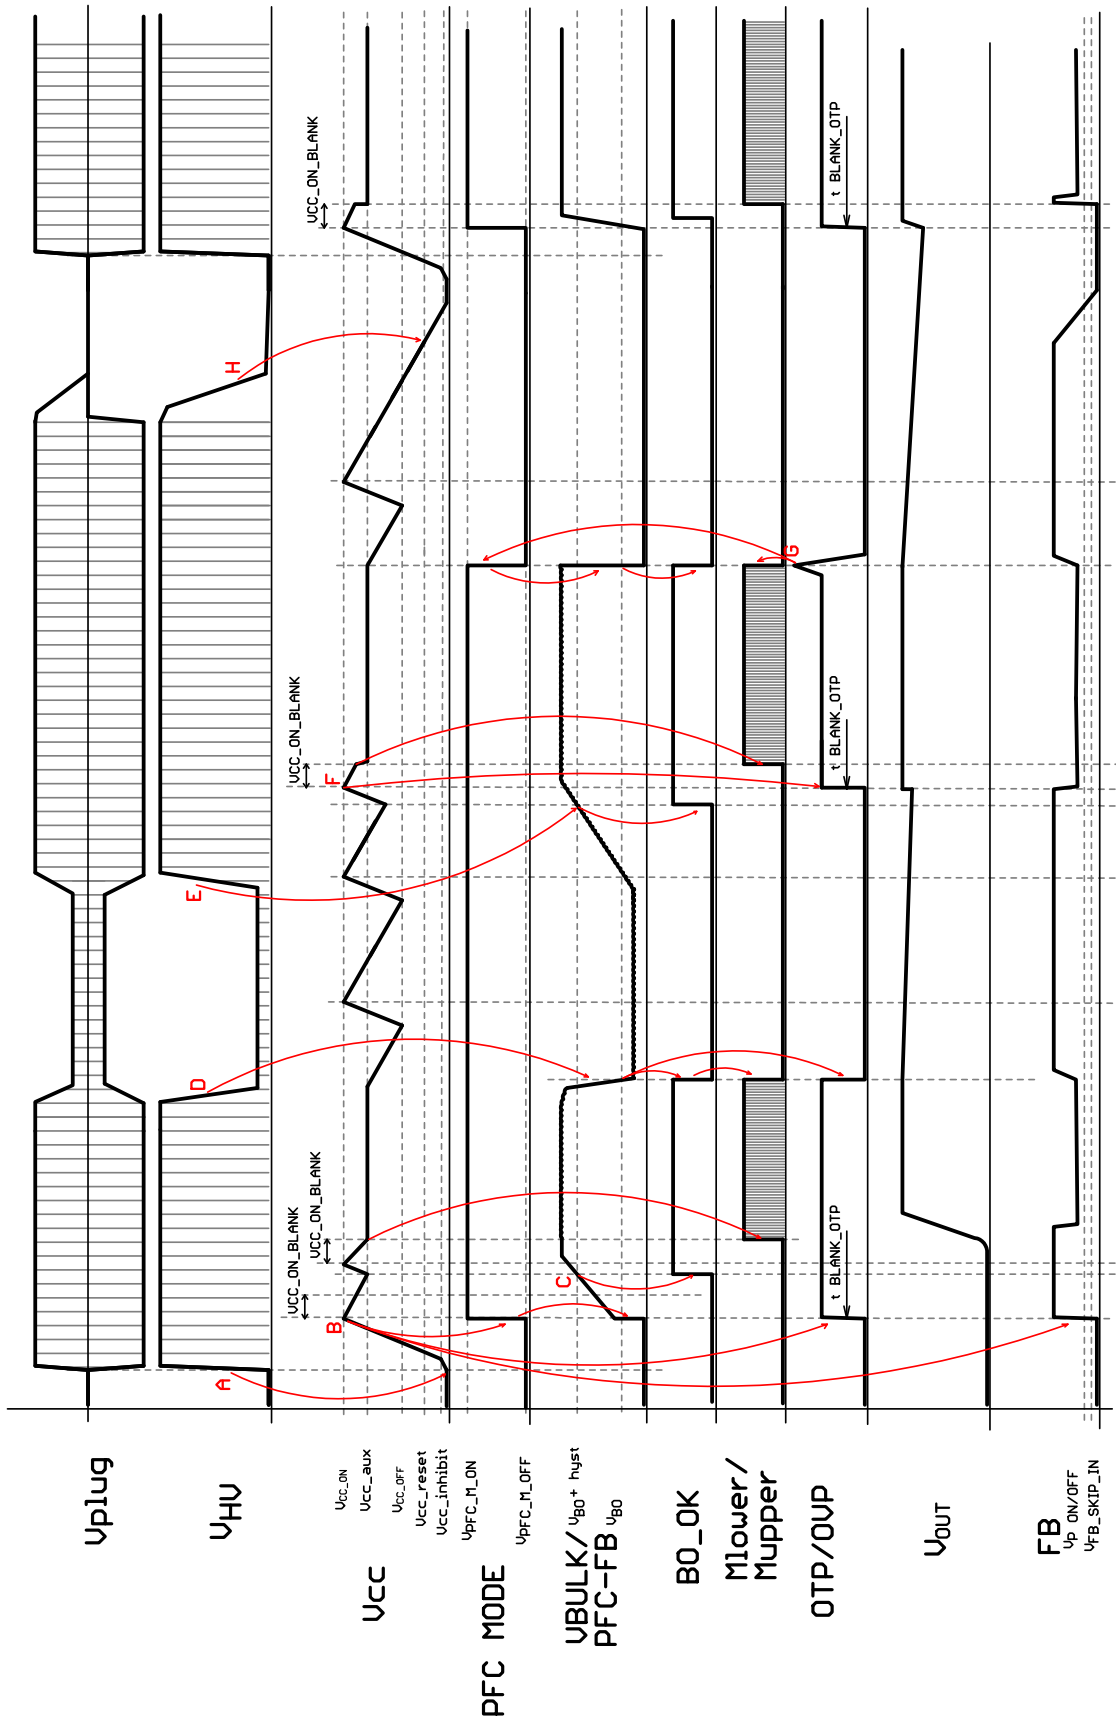 Vplug
VHV
Vcc
VCC_ON
Vcc_aux
VCC_OFF
Vcc_reset
Vcc_inhibit
PFC MODE
VPFC_M_ON
VPFC_M_OFF
VBULK/
PFC-FB
VBO + hyst
VBO
BO_OK
Mlower/
Mupper
OTP/OVP
VOUT
FB
VP ON/OFF
VFB_SKIP_IN
A
B
C
D
E
F
G
H
VCC_ON_BLANK
VCC_ON_BLANK
VCC_ON_BLANK
VCC_ON_BLANK
t BLANK_OTP
t BLANK_OTP
t BLANK_OTP